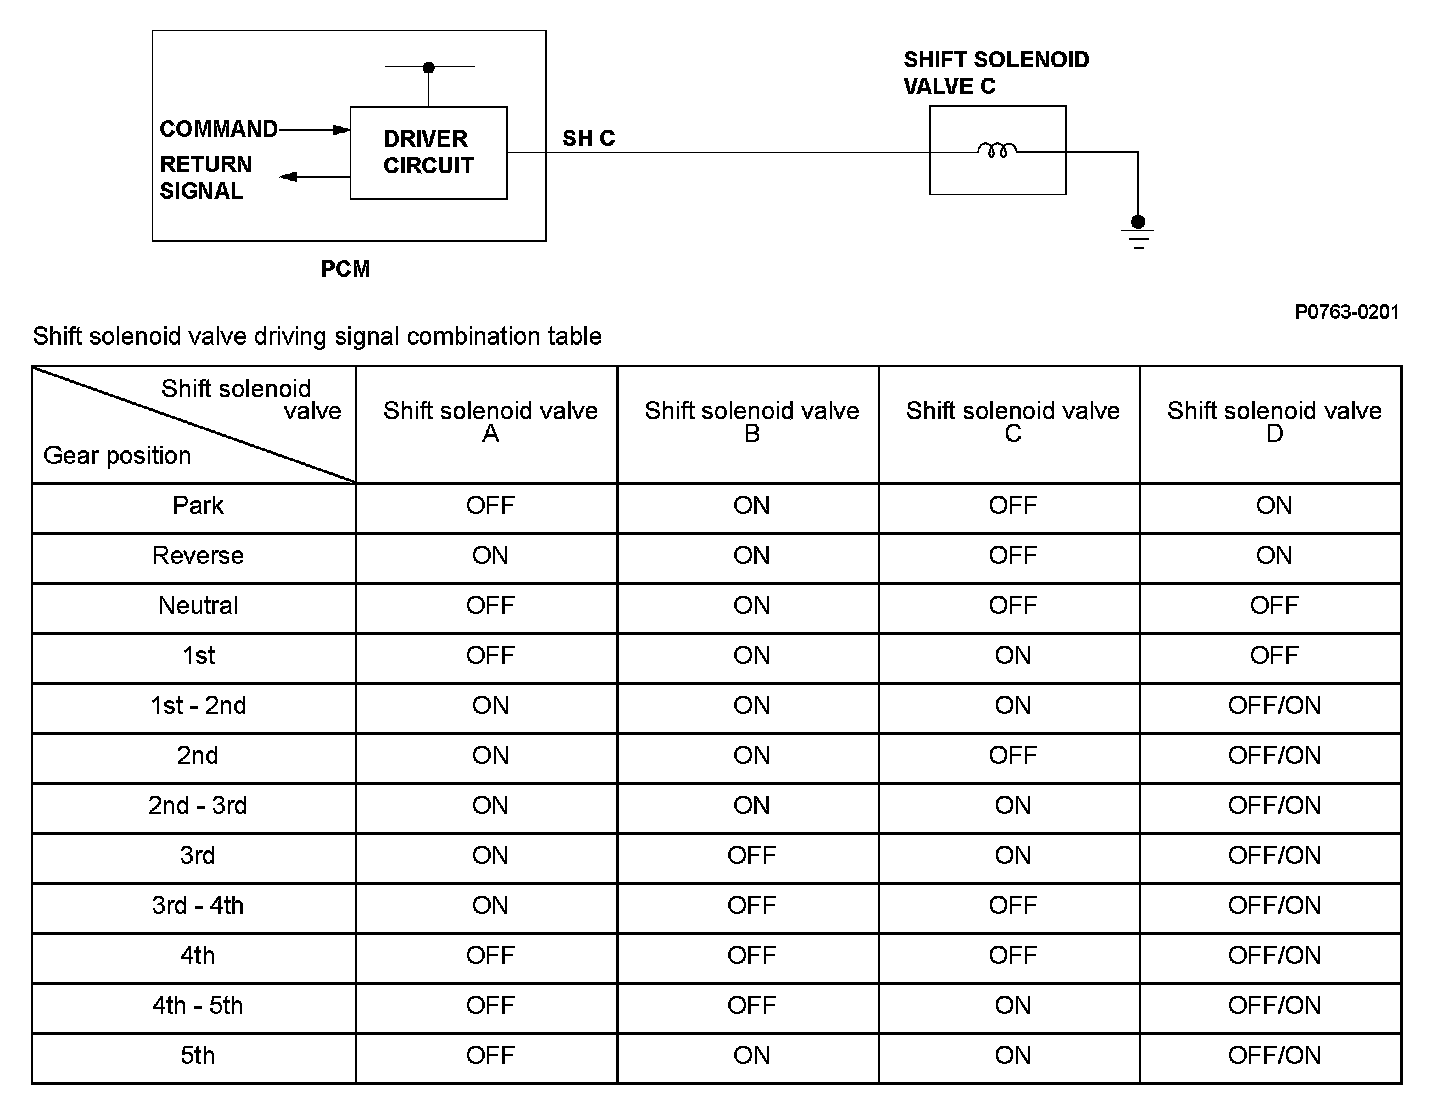 SHIFT SOLENOID
VALVE C
COMMAND
RETURN
SIGNAL
DRIVER
CIRCUIT
SH C
PCM
P0763-0201
Shift solenoid valve driving signal combination table
Shift solenoid
valve
Gear position
Shift solenoid valve
A
Shift solenoid valve
B
Shift solenoid valve
C
Shift solenoid valve
D
Park OFF ON OFF ON
Reverse ON ON OFF ON
Neutral OFF ON OFF OFF
1st OFF ON ON OFF
1st - 2nd ON ON ON OFF/ON
2nd ON ON OFF OFF/ON
2nd - 3rd ON ON ON OFF/ON
3rd ON OFF ON OFF/ON
3rd - 4th ON OFF OFF OFF/ON
4th OFF OFF OFF OFF/ON
4th - 5th OFF OFF ON OFF/ON
5th OFF ON ON OFF/ON